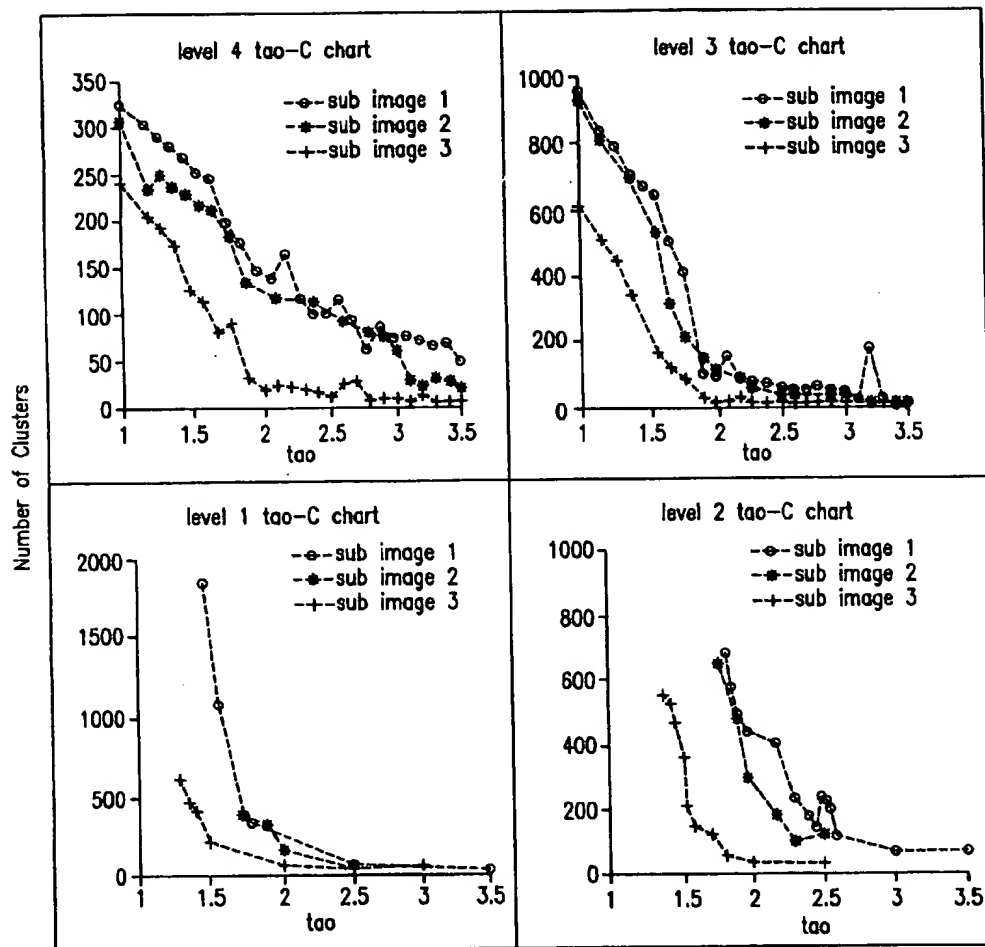 Number of Clusters
level 4 tao-C chart
350
300
250
200
150
100
50
0
sub image 1
sub image 2
sub image 3
1 1.5 2 2.5 3 3.5
tao
level 3 tao-C chart
1000
800
600
400
200
0
sub image 1
sub image 2
sub image 3
1 1.5 2 2.5 3 3.5
tao
level 1 tao-C chart
2000
1500
1000
500
0
sub image 1
sub image 2
sub image 3
1 1.5 2 2.5 3 3.5
tao
level 2 tao-C chart
1000
800
600
400
200
0
sub image 1
sub image 2
sub image 3
1 1.5 2 2.5 3 3.5
tao